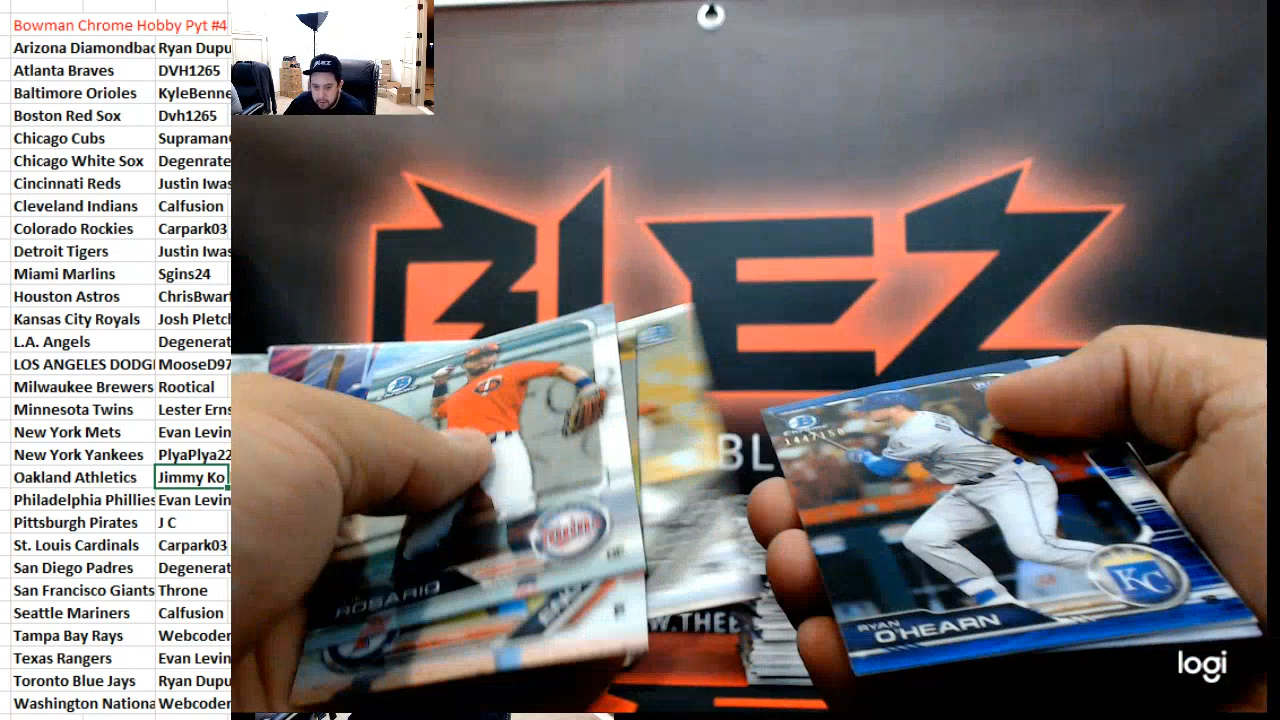 Bowman Chrome Hobby Pyt #4
Arizona Diamondbac Ryan Dupu
Atlanta Braves DVH1265
Baltimore Orioles KyleBenne
Boston Red Sox Dvh1265
Chicago Cubs Supraman
Chicago White Sox Degenrate
Cincinnati Reds Justin Iwas
Cleveland Indians Calfusion
Colorado Rockies Carpark03
Detroit Tigers Justin Iwas
Miami Marlins Sgins24
Houston Astros ChrisBwar
Kansas City Royals Josh Pletch
L.A. Angels Degenerat
LOS ANGELES DODG MooseD97
Milwaukee Brewers Rootical
Minnesota Twins Lester Erns
New York Mets Evan Levin
New York Yankees PlyaPlya22
Oakland Athletics Jimmy Ko
Philadelphia Phillies Evan Levin
Pittsburgh Pirates J C
St. Louis Cardinals Carpark03
San Diego Padres Degenerat
San Francisco Giants Throne
Seattle Mariners Calfusion
Tampa Bay Rays Webcoder
Texas Rangers Evan Levin
Toronto Blue Jays Ryan Dupu
Washington Nationa Webcoder
BLEZ
BL
WWW.THEB
ROSARIO
RYAN
O'HEARN
KC
logi